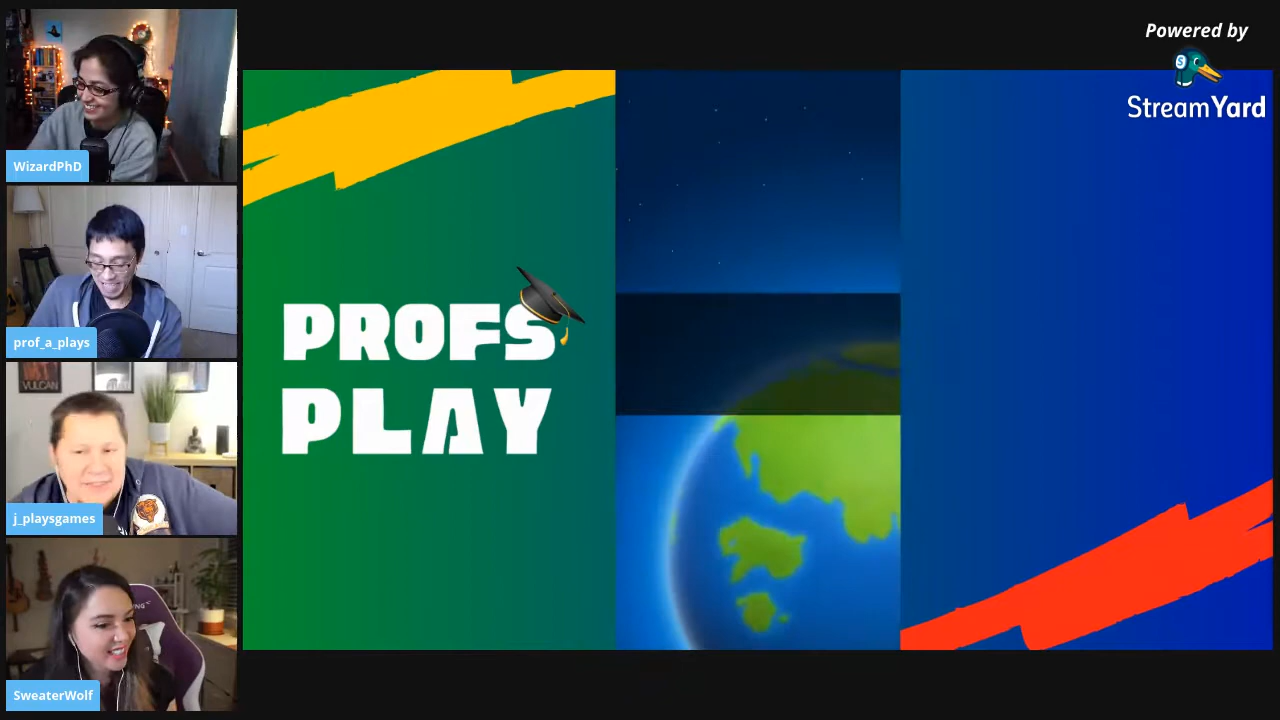 Powered by
StreamYard
WizardPhD
prof_a_plays
VULCAN
j_playsgames
SweaterWolf
PROFS
PLAY